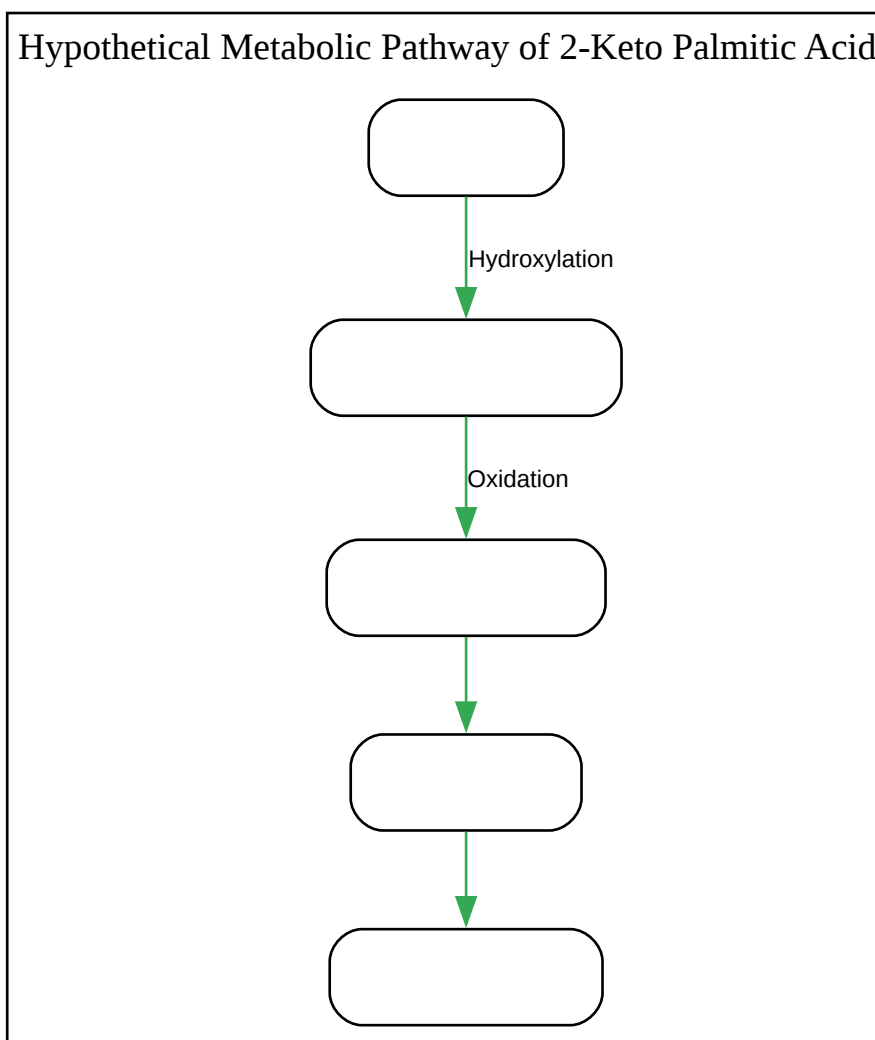 Hypothetical Metabolic Pathway of 2-Keto Palmitic Acid
Hydroxylation
Oxidation